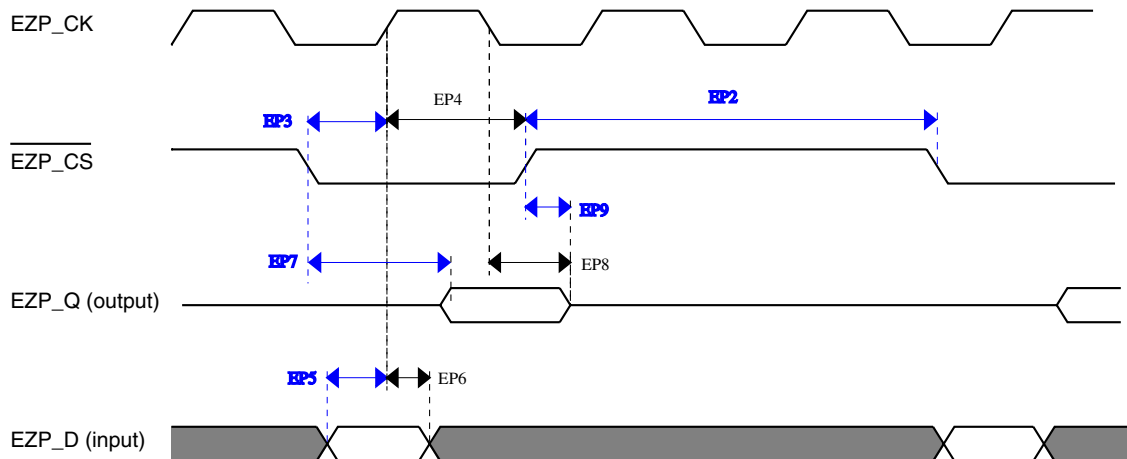 EZP_CK
EP4
EP2
EP3
EZP_CS
EP9
EP7
EP8
EZP_Q (output)
EP5
EP6
EZP_D (input)